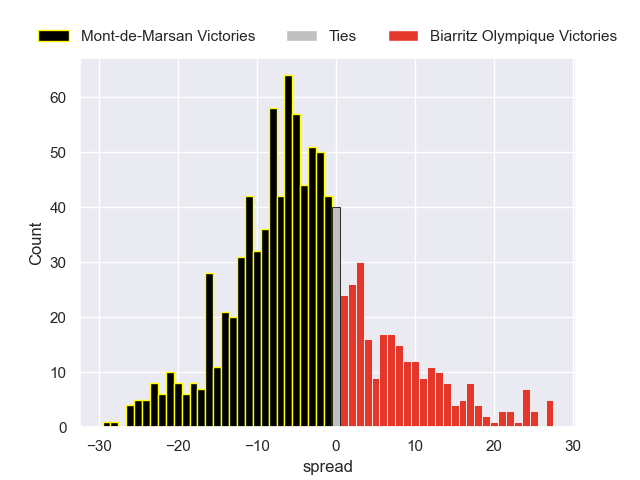 Mont-de-Marsan Victories Ties Biarritz Olympique Victories
60
50
40
30
20
10
0
Count
−30 −20 −10 0 10 20 30
spread